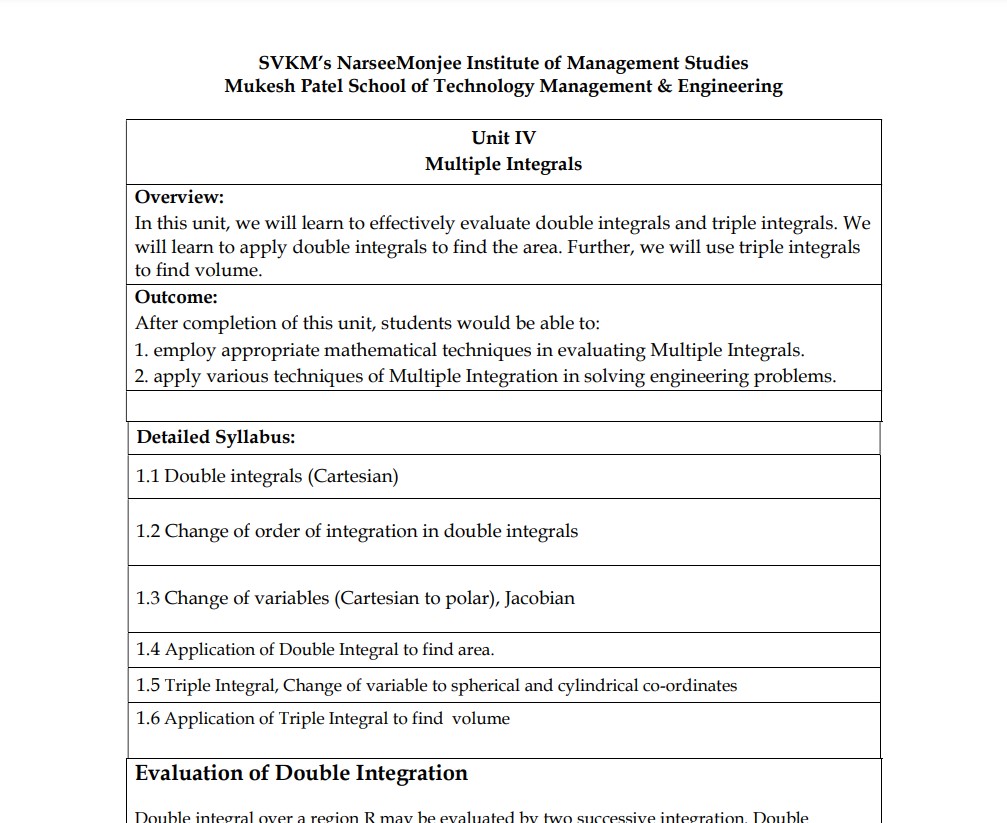 SVKM’s NarseeMonjee Institute of Management Studies
Mukesh Patel School of Technology Management & Engineering
Unit IV
Multiple Integrals
Overview:
In this unit, we will learn to effectively evaluate double integrals and triple integrals. We
will learn to apply double integrals to find the area. Further, we will use triple integrals
to find volume.
Outcome:
After completion of this unit, students would be able to:
1. employ appropriate mathematical techniques in evaluating Multiple Integrals.
2. apply various techniques of Multiple Integration in solving engineering problems.
Detailed Syllabus:
1.1 Double integrals (Cartesian)
1.2 Change of order of integration in double integrals
1.3 Change of variables (Cartesian to polar), Jacobian
1.4 Application of Double Integral to find area.
1.5 Triple Integral, Change of variable to spherical and cylindrical co-ordinates
1.6 Application of Triple Integral to find  volume
Evaluation of Double Integration
Double integral over a region R may be evaluated by two successive integration. Double